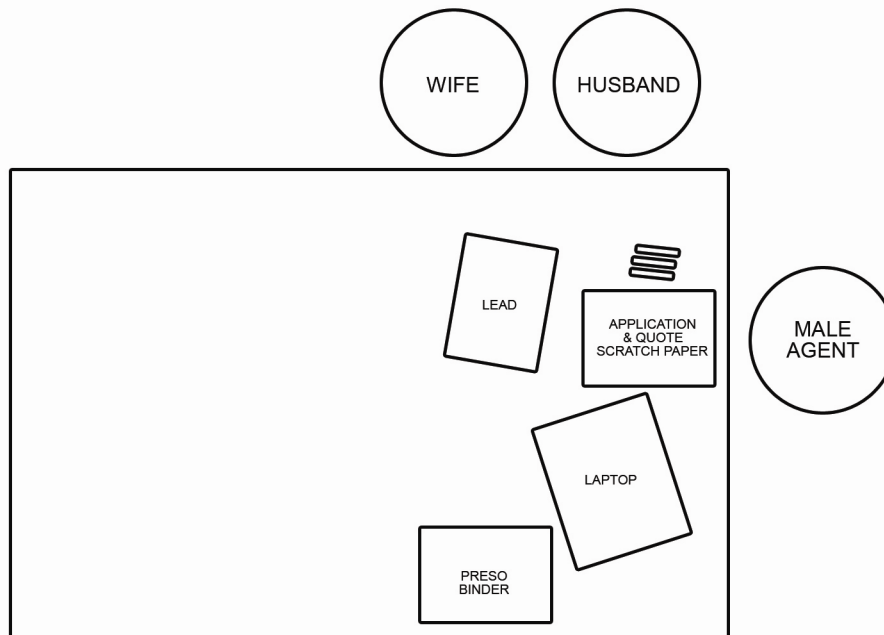 WIFE
HUSBAND
LEAD
APPLICATION
& QUOTE
SCRATCH PAPER
MALE
AGENT
LAPTOP
PRESO
BINDER